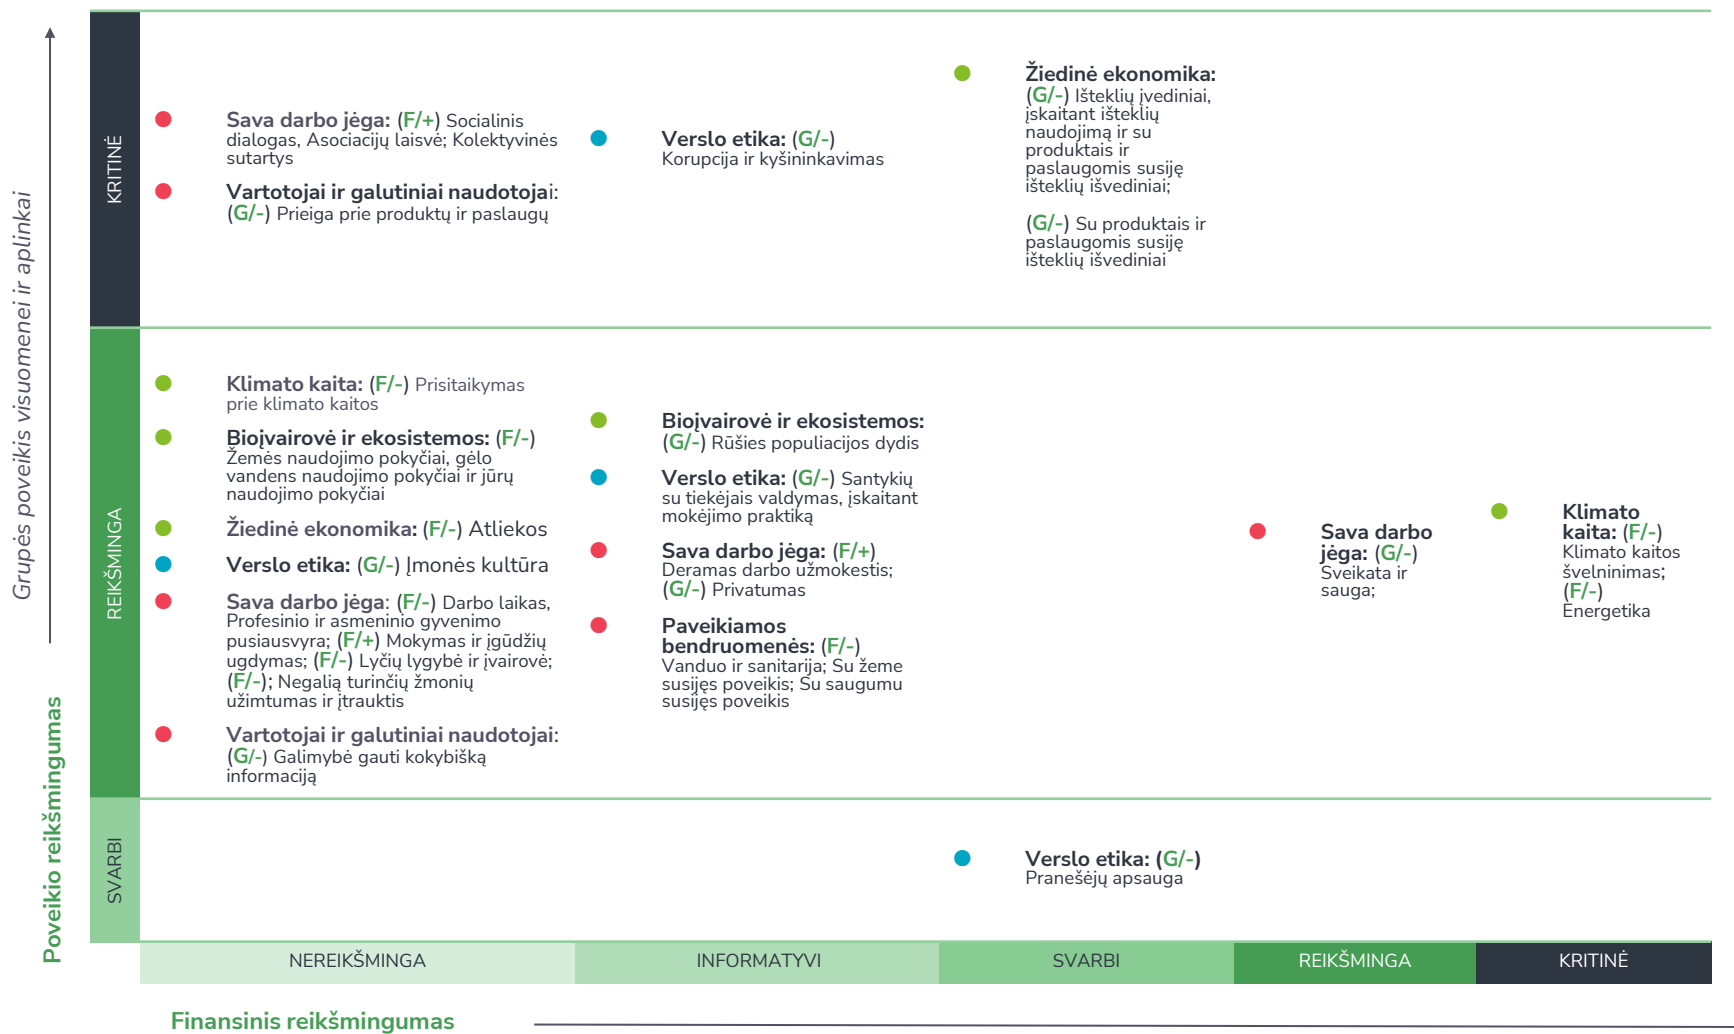 Grupės poveikis visuomenei ir aplinkai
Poveikio reikšmingumas
KRITINĖ
Sava darbo jėga: (F/+) Socialinis
dialogas, Asociacijų laisvė; Kolektyvinės
sutartys
Vartotojai ir galutiniai naudotojai:
(G/-) Prieiga prie produktų ir paslaugų
Verslo etika: (G/-)
Korupcija ir kyšininkavimas
Žiedinė ekonomika:
(G/-) Išteklių įvediniai,
įskaitant išteklių
naudojimą ir su
produktais ir
paslaugomis susiję
išteklių išvediniai;
(G/-) Su produktais ir
paslaugomis susiję
išteklių išvediniai
REIKŠMINGA
Klimato kaita: (F/-) Prisitaikymas
prie klimato kaitos
Bioįvairovė ir ekosistemos: (F/-)
Žemės naudojimo pokyčiai, gėlo
vandens naudojimo pokyčiai ir jūrų
naudojimo pokyčiai
Žiedinė ekonomika: (F/-) Atliekos
Verslo etika: (G/-) Įmonės kultūra
Sava darbo jėga: (F/-) Darbo laikas,
Profesinio ir asmeninio gyvenimo
pusiausvyra; (F/+) Mokymas ir įgūdžių
ugdymas; (F/-) Lyčių lygybė ir įvairovė;
(F/-); Negalią turinčių žmonių
užimtumas ir įtrauktis
Vartotojai ir galutiniai naudotojai:
(G/-) Galimybė gauti kokybišką
informaciją
Bioįvairovė ir ekosistemos:
(G/-) Rūšies populiacijos dydis
Verslo etika: (G/-) Santykių
su tiekėjais valdymas, įskaitant
mokėjimo praktiką
Sava darbo jėga: (F/+)
Deramas darbo užmokestis;
(G/-) Privatumas
Paveikiamos
bendruomenės: (F/-)
Vanduo ir sanitarija; Su žeme
susijęs poveikis; Su saugumu
susijęs poveikis
Sava darbo
jėga: (G/-)
Sveikata ir
sauga;
Klimato
kaita: (F/-)
Klimato kaitos
švelninimas;
(F/-)
Energetika
SVARBI
Verslo etika: (G/-)
Pranešėjų apsauga
NEREIKŠMINGA
INFORMATYVI
SVARBI
REIKŠMINGA
KRITINĖ
Finansinis reikšmingumas